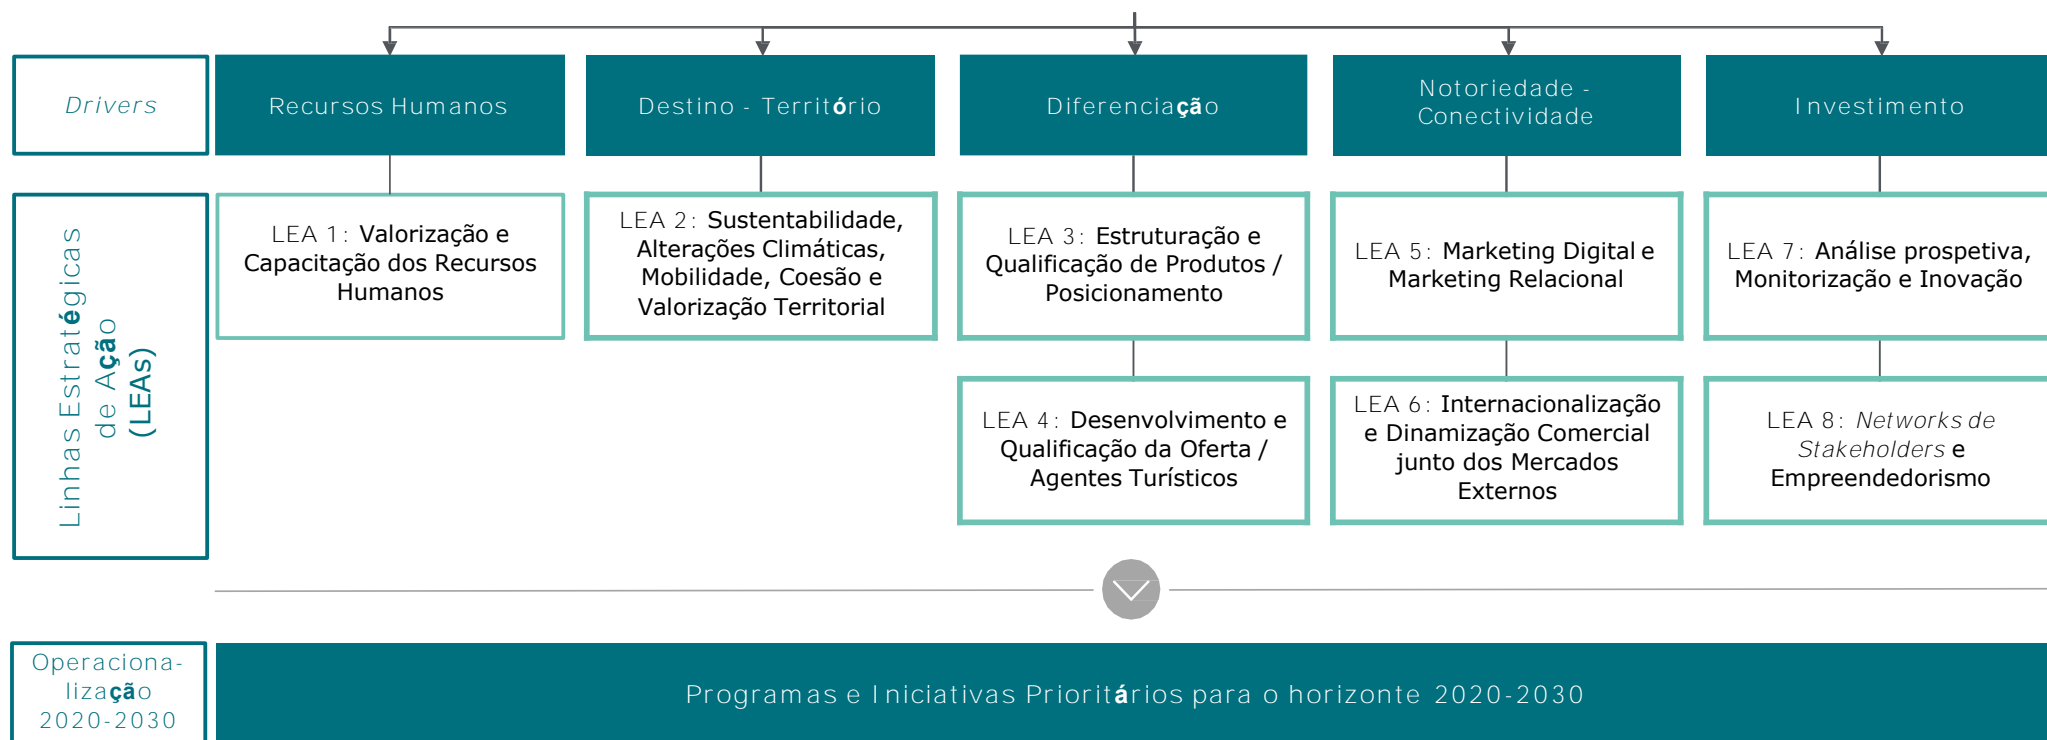 Drivers
Recursos Humanos
Destino - Território
Diferenciação
Notoriedade -
Conectividade
Investimento
Linhas Estratégicas
de Ação
(LEAs)
LEA 1: Valorização e
Capacitação dos Recursos
Humanos
LEA 2: Sustentabilidade,
Alterações Climáticas,
Mobilidade, Coesão e
Valorização Territorial
LEA 3: Estruturação e
Qualificação de Produtos /
Posicionamento
LEA 5: Marketing Digital e
Marketing Relacional
LEA 7: Análise prospetiva,
Monitorização e Inovação
LEA 4: Desenvolvimento e
Qualificação da Oferta /
Agentes Turísticos
LEA 6: Internacionalização
e Dinamização Comercial
junto dos Mercados
Externos
LEA 8: Networks de
Stakeholders e
Empreendedorismo
Operaciona-
lização
2020-2030
Programas e Iniciativas Prioritários para o horizonte 2020-2030